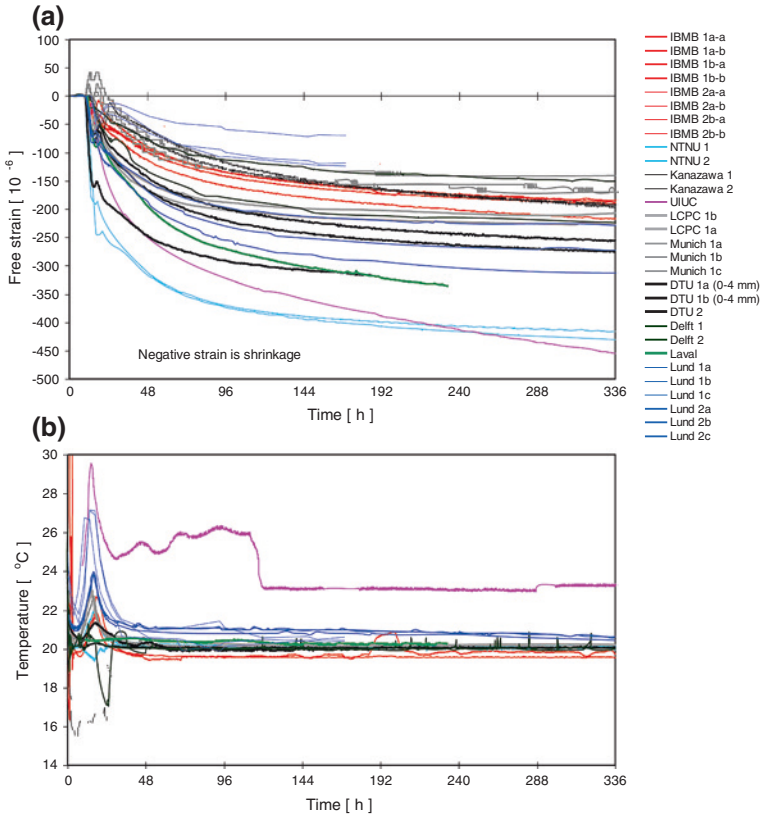 (a)
100
50
0
-50
-100
-150
-200
-250
-300
-350
-400
-450
-500
Free strain [ 10 -6 ]
Negative strain is shrinkage
0 48 96 144 192 240 288 336
Time [ h ]
IBMB 1a-a
IBMB 1a-b
IBMB 1b-a
IBMB 1b-b
IBMB 2a-a
IBMB 2a-b
IBMB 2b-a
IBMB 2b-b
NTNU 1
NTNU 2
Kanazawa 1
Kanazawa 2
UIUC
LCPC 1b
LCPC 1a
Munich 1a
Munich 1b
Munich 1c
DTU 1a (0-4 mm)
DTU 1b (0-4 mm)
DTU 2
Delft 1
Delft 2
Laval
Lund 1a
Lund 1b
Lund 1c
Lund 2a
Lund 2b
Lund 2c
(b)
30
28
26
24
22
20
18
16
14
Temperature [ °C ]
0 48 96 144 192 240 288 336
Time [ h ]